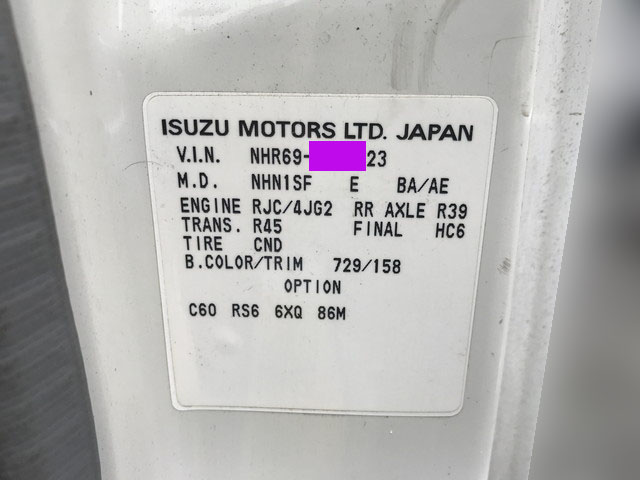 ISUZU MOTORS LTD. JAPAN
V.I.N. NHR69- 23
M.D. NHN1SF E BA/AE
ENGINE RJC/4JG2 RR AXLE R39
TRANS. R45 FINAL HC6
TIRE CND
B.COLOR/TRIM 729/158
OPTION
C60 RS6 6XQ 86M